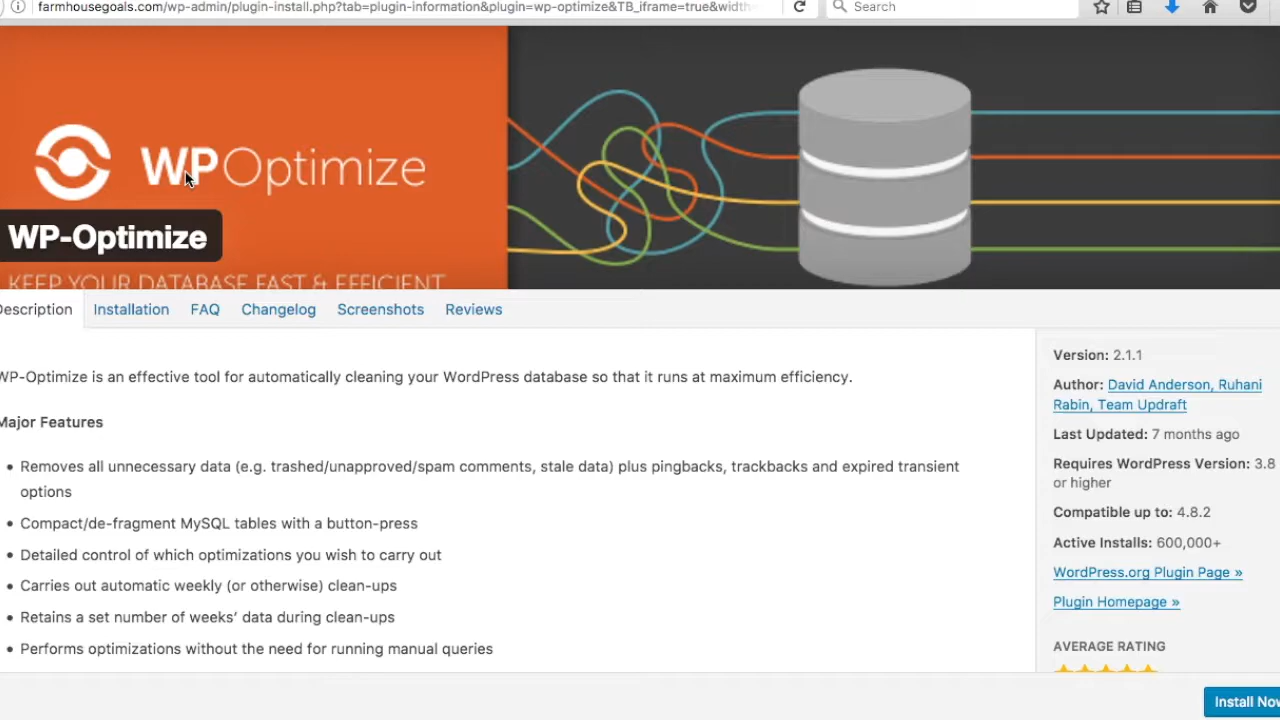 farmhousegoals.com/wp-admin/plugin-install.php?tab=plugin-information&plugin=wp-optimize&TB_iframe=true&width=
Search
WPOptimize
WP-Optimize
KEEP YOUR DATABASE FAST & EFFICIENT
Description
Installation
FAQ
Changelog
Screenshots
Reviews
WP-Optimize is an effective tool for automatically cleaning your WordPress database so that it runs at maximum efficiency.
Major Features
• Removes all unnecessary data (e.g. trashed/unapproved/spam comments, stale data) plus pingbacks, trackbacks and expired transient
options
• Compact/de-fragment MySQL tables with a button-press
• Detailed control of which optimizations you wish to carry out
• Carries out automatic weekly (or otherwise) clean-ups
• Retains a set number of weeks’ data during clean-ups
• Performs optimizations without the need for running manual queries
Version: 2.1.1
Author: David Anderson, Ruhani
Rabin, Team Updraft
Last Updated: 7 months ago
Requires WordPress Version: 3.8
or higher
Compatible up to: 4.8.2
Active Installs: 600,000+
WordPress.org Plugin Page »
Plugin Homepage »
AVERAGE RATING
Install Now